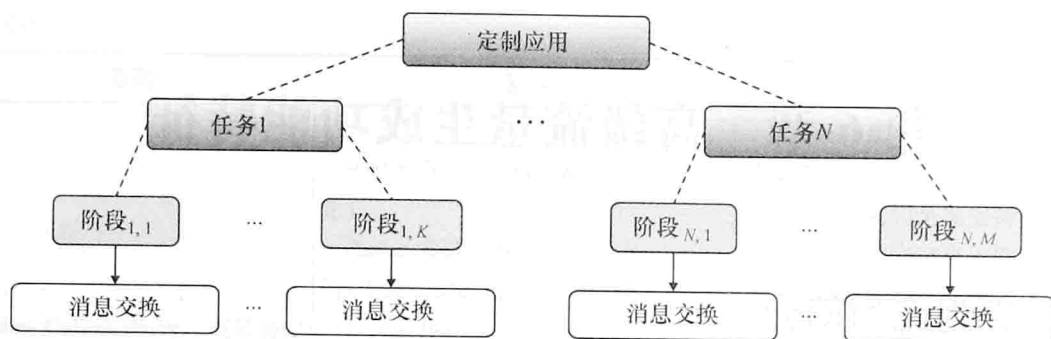 定制应用
任务1 … 任务N
阶段1, 1 … 阶段1, K 阶段N, 1 … 阶段N, M
消息交换 … 消息交换 消息交换 … 消息交换